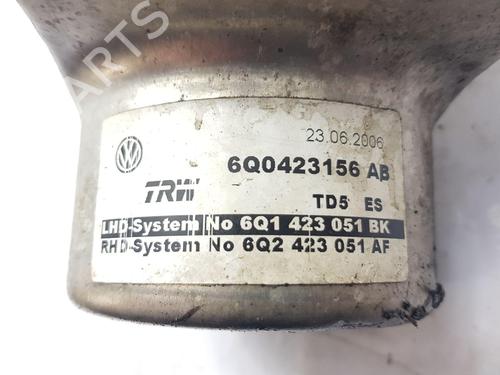 23.06.2006
6Q0423156 AB
TRW
TD5 ES
LHD-System No 6Q1 423 051 BK
RHD-System No 6Q2 423 051 AF